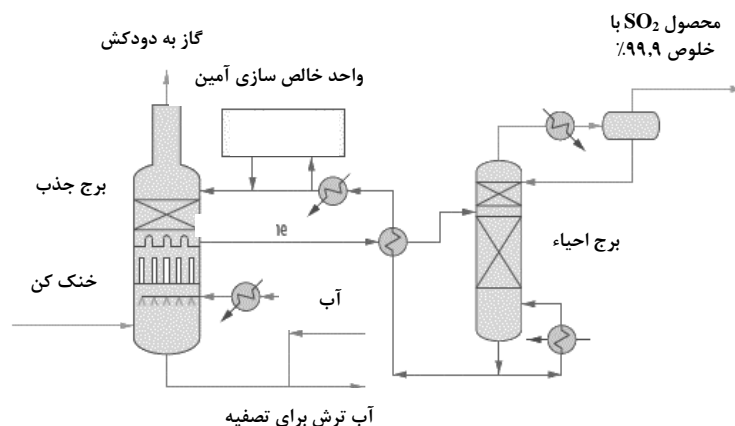 محصول SO₂ با
خلوص ۹۹,۹٪
گاز به دودکش
واحد خالص سازی آمین
برج جذب
برج احیاء
خنک کن
آب
آب ترش برای تصفیه